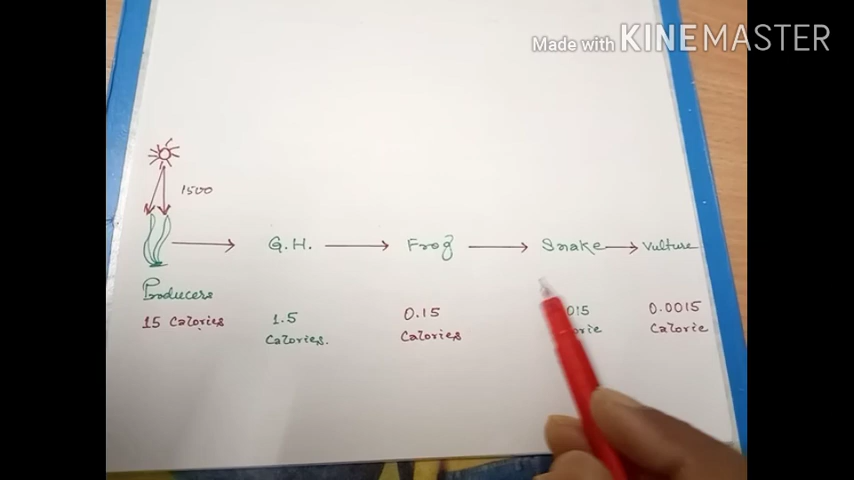 Made with KINEMASTER
1500
G.H. Frog Snake Vulture
Producers
15 Calories 1.5 0.15 015 0.0015
Calories. Calories Calorie